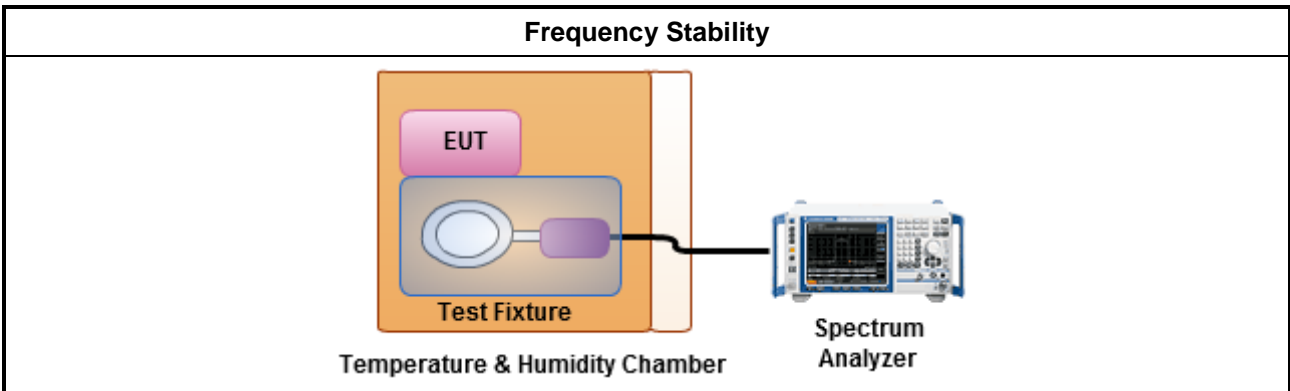 Frequency Stability
EUT
Test Fixture
Temperature & Humidity Chamber
Spectrum
Analyzer